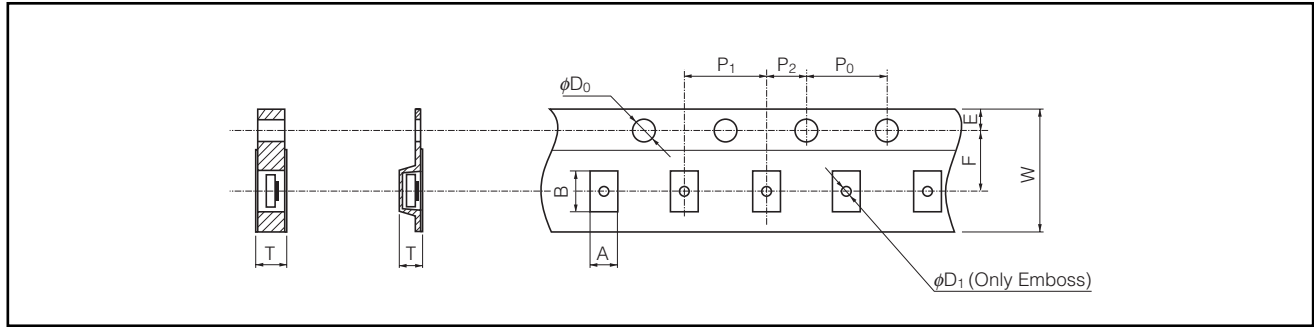 P₁ P₂ P₀
ϕD₀
E
F
W
B
T T A
ϕD₁ (Only Emboss)